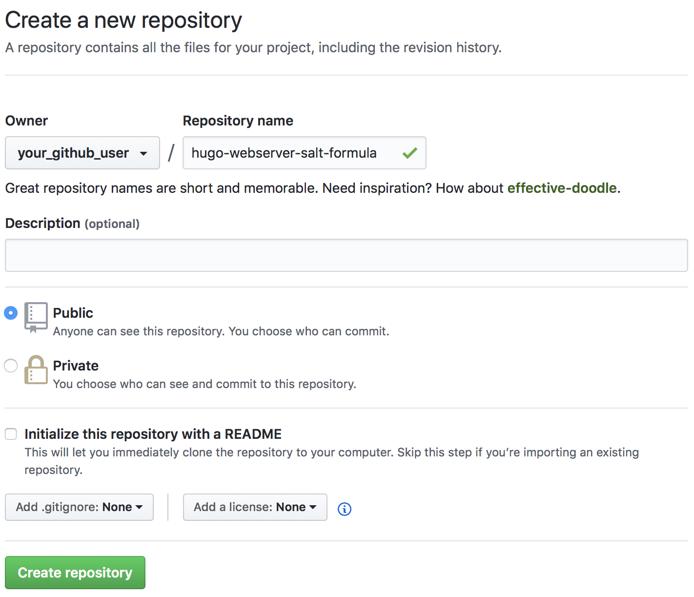 Create a new repository
A repository contains all the files for your project, including the revision history.
Owner
Repository name
your_github_user / hugo-webserver-salt-formula
Great repository names are short and memorable. Need inspiration? How about effective-doodle.
Description (optional)
Public
Anyone can see this repository. You choose who can commit.
Private
You choose who can see and commit to this repository.
Initialize this repository with a README
This will let you immediately clone the repository to your computer. Skip this step if you’re importing an existing
repository.
Add .gitignore: None
Add a license: None
Create repository